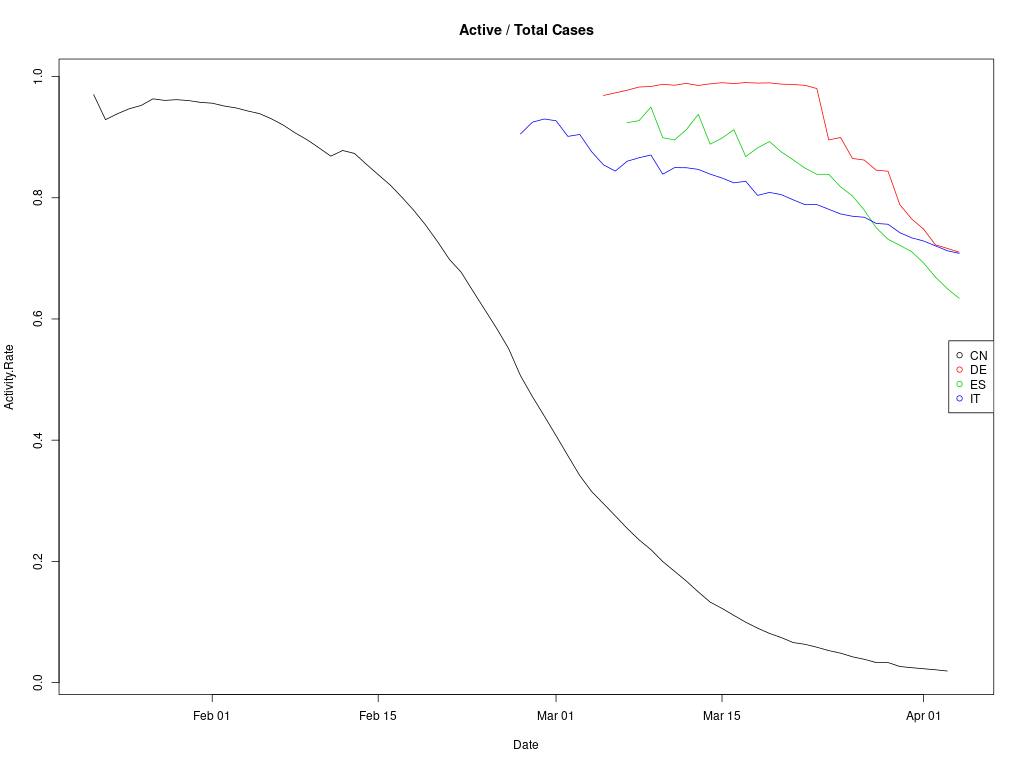 Active / Total Cases
Activity.Rate
1.0
0.8
0.6
0.4
0.2
0.0
CN
DE
ES
IT
Feb 01
Feb 15
Mar 01
Mar 15
Apr 01
Date